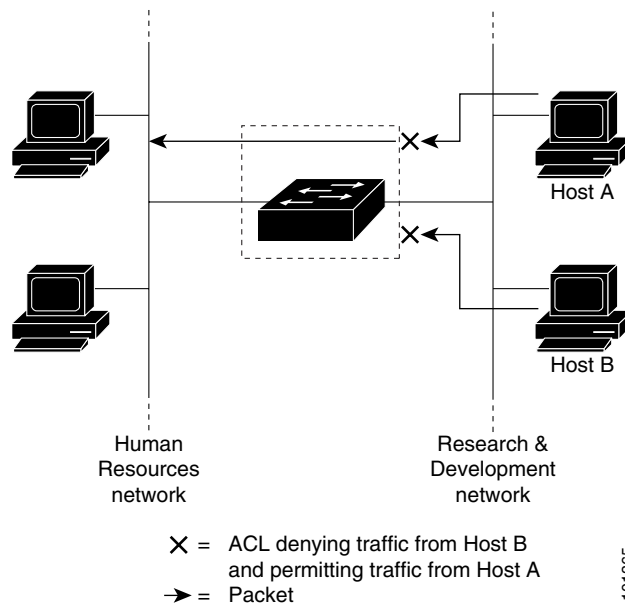 Host A
Host B
Human
Resources
network
Research &
Development
network
X = ACL denying traffic from Host B
and permitting traffic from Host A
= Packet